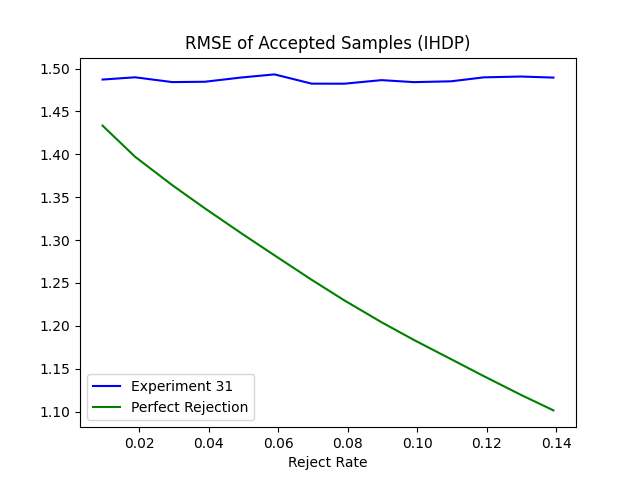 RMSE of Accepted Samples (IHDP)
1.50
1.45
1.40
1.35
1.30
1.25
1.20
1.15
1.10
Experiment 31
Perfect Rejection
0.02 0.04 0.06 0.08 0.10 0.12 0.14
Reject Rate